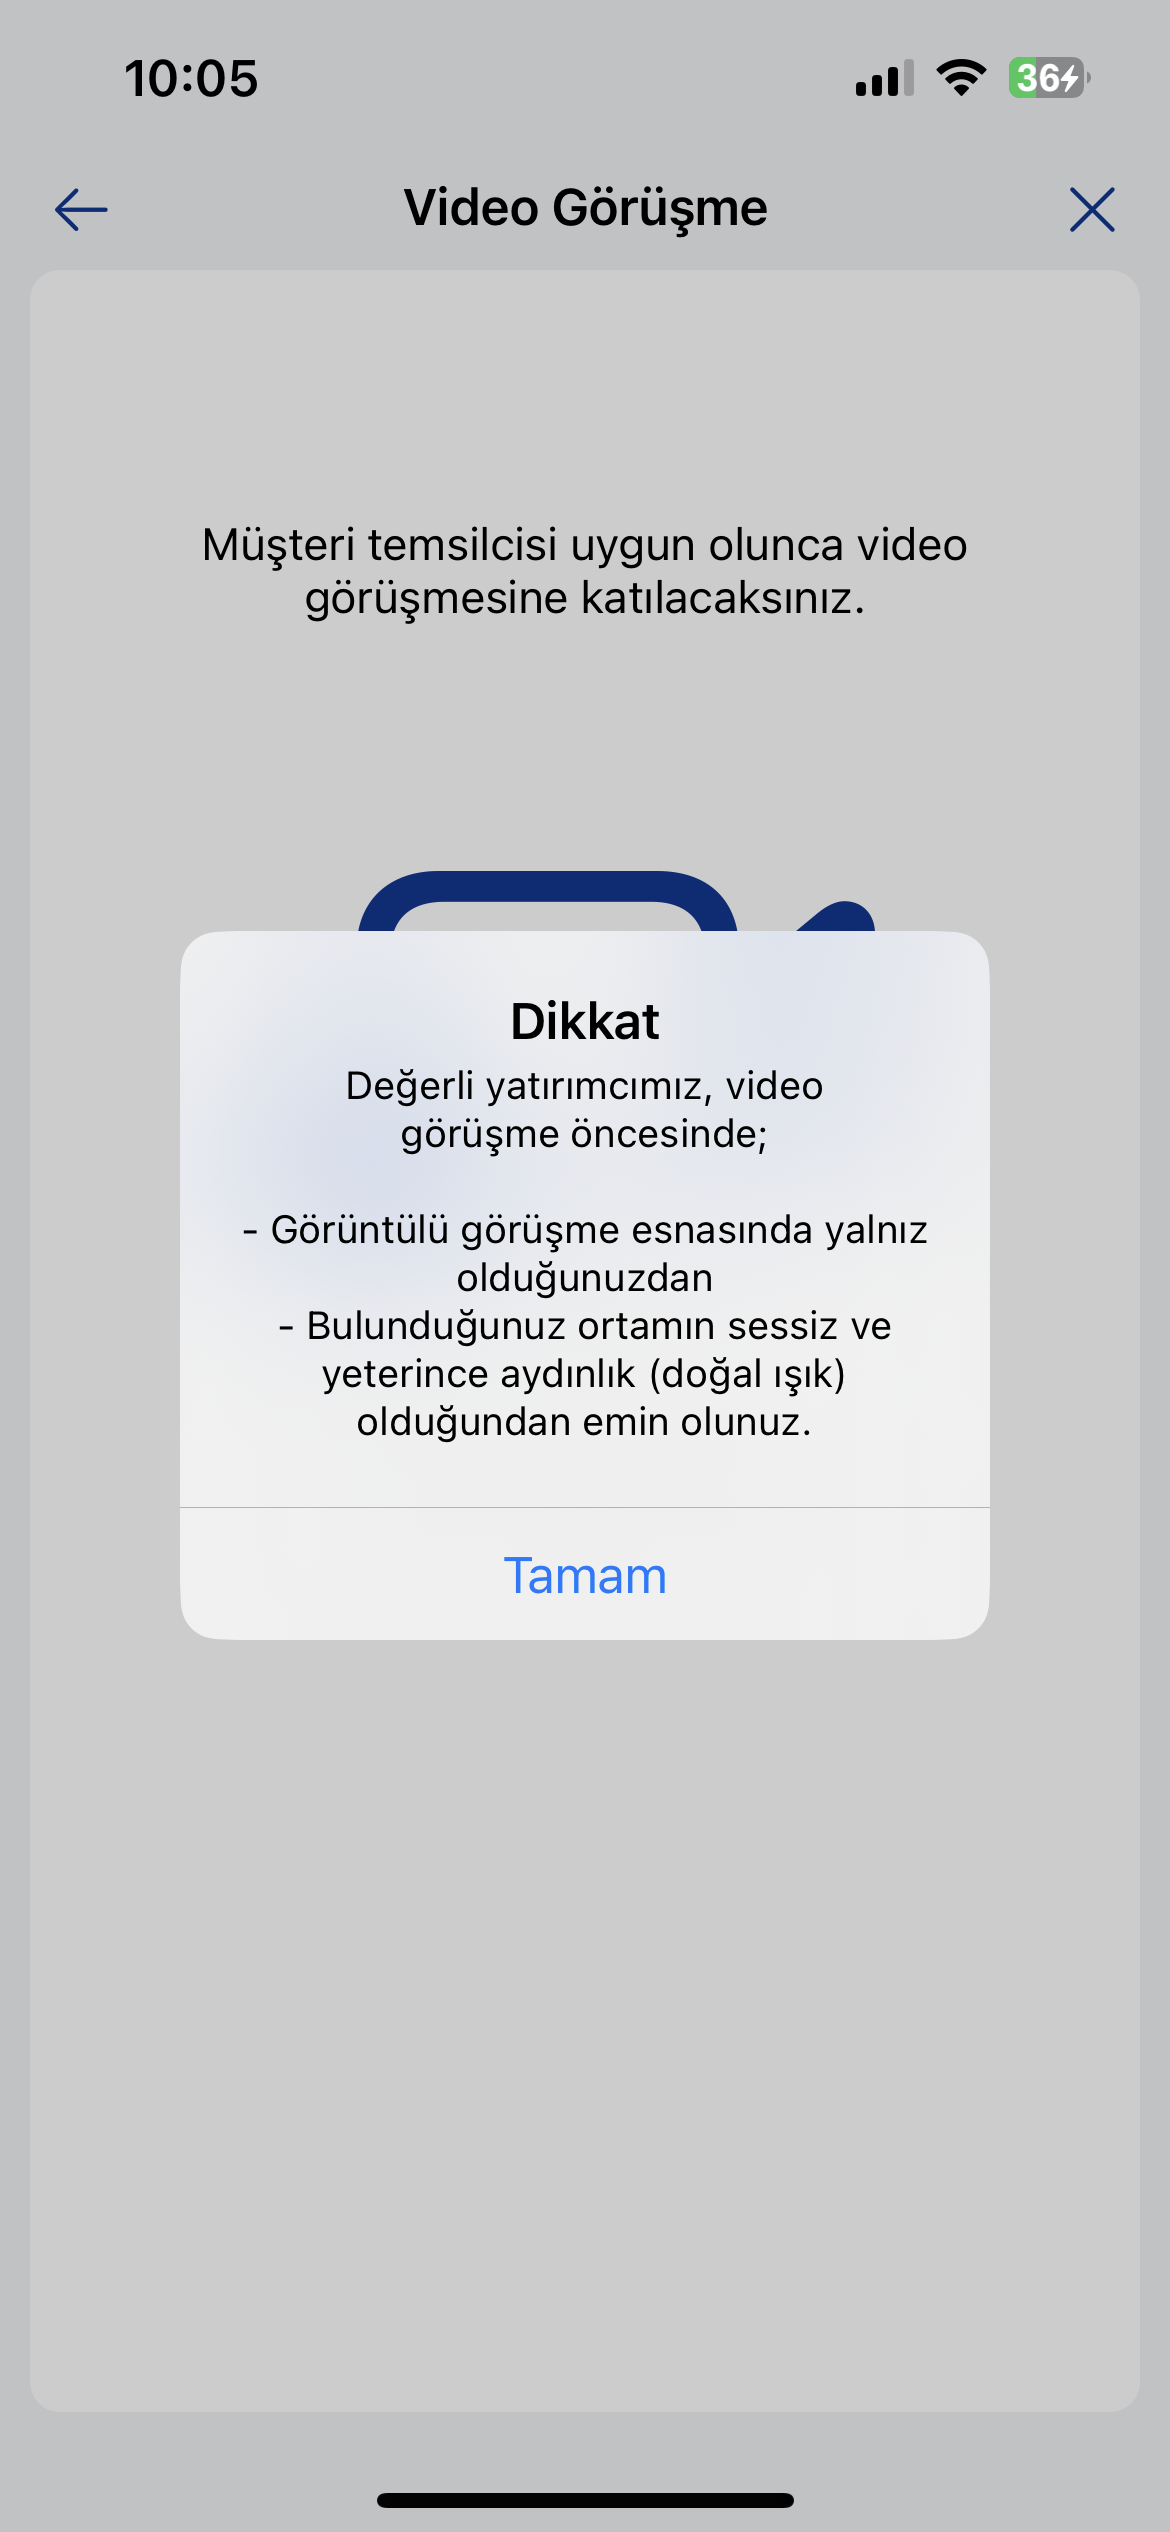 10:05
36
Video Görüşme
Müşteri temsilcisi uygun olunca video
görüşmesine katılacaksınız.
Dikkat
Değerli yatırımcımız, video
görüşme öncesinde;
- Görüntülü görüşme esnasında yalnız
olduğunuzdan
- Bulunduğunuz ortamın sessiz ve
yeterince aydınlık (doğal ışık)
olduğundan emin olunuz.
Tamam